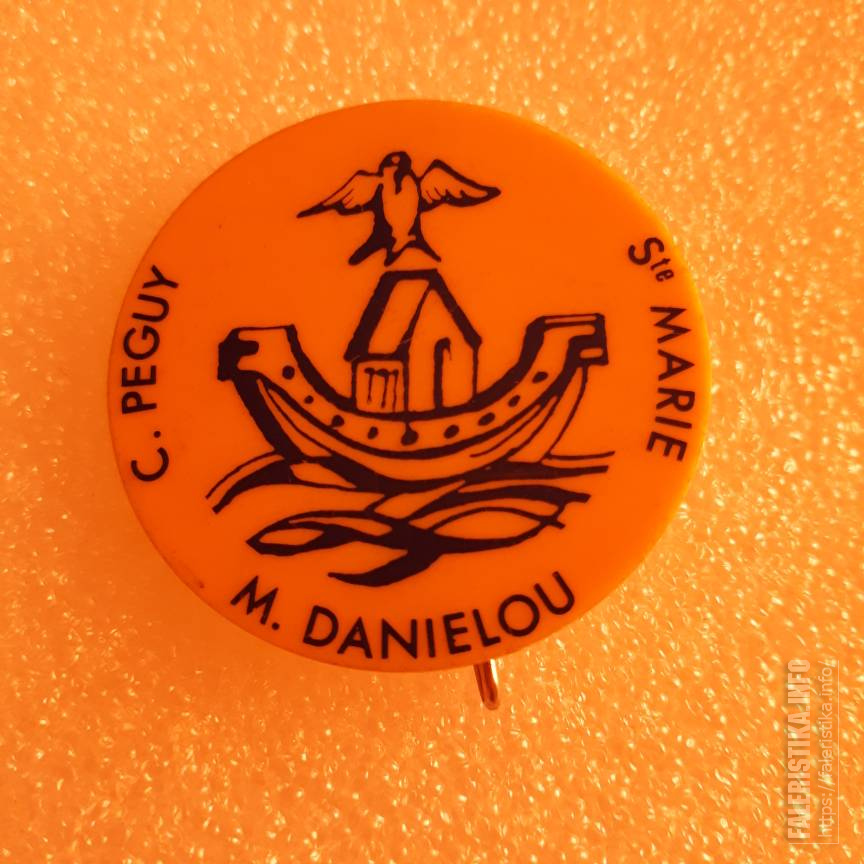 C. PEGUY
Ste MARIE
M. DANIELOU
FALERISTIKA.INFO
https://faleristika.info